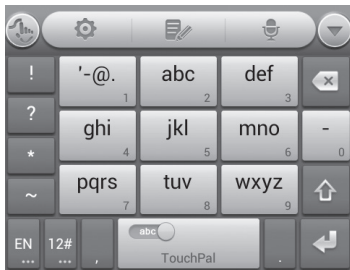 !
'-@.
1
abc
2
def
3
?
ghi
4
jkl
5
mno
6
-
0
*
~
pqrs
7
tuv
8
wxyz
9
EN
...
12#
...
,
abc
TouchPal
.